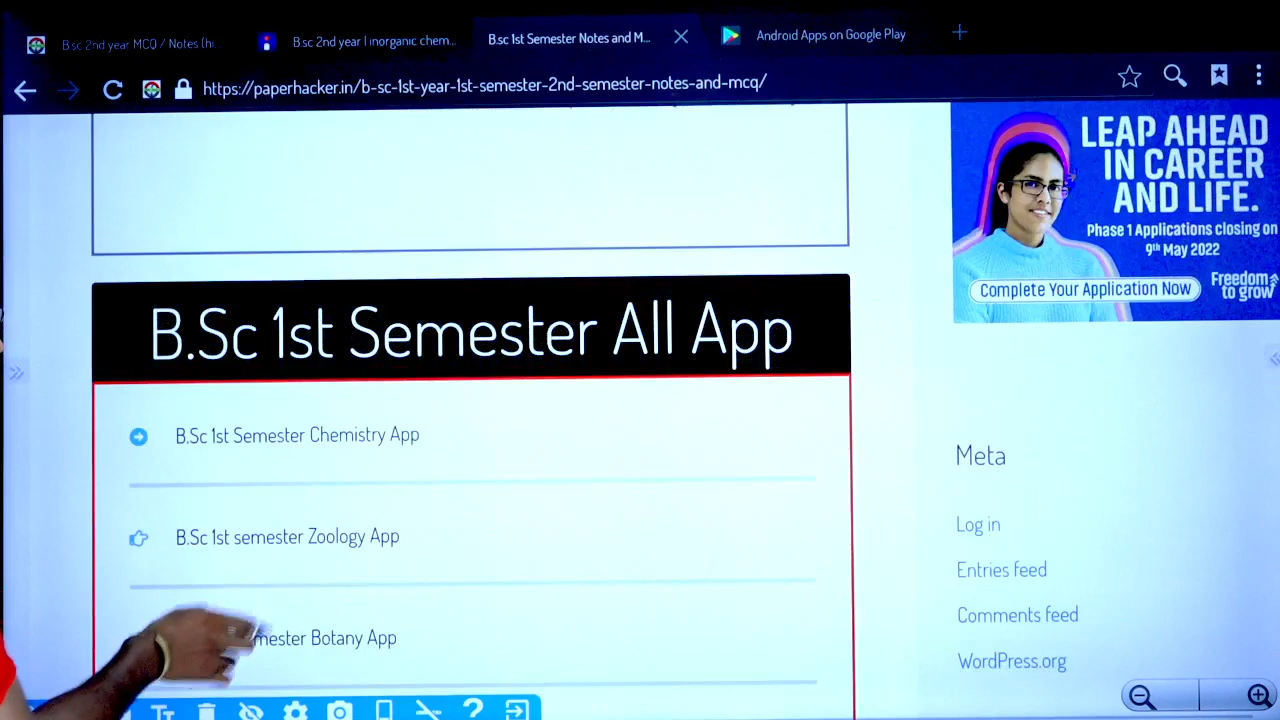 B.sc 2nd year MCQ / Notes (hi...
B.sc 2nd year | inorganic chem...
B.sc 1st Semester Notes and M...
Android Apps on Google Play
https://paperhacker.in/b-sc-1st-year-1st-semester-2nd-semester-notes-and-mcq/
LEAP AHEAD
IN CAREER
AND LIFE.
Phase 1 Applications closing on
9th May 2022
Complete Your Application Now
Freedom
to grow
B.Sc 1st Semester All App
B.Sc 1st Semester Chemistry App
B.Sc 1st semester Zoology App
mester Botany App
Meta
Log in
Entries feed
Comments feed
WordPress.org
Tт
?